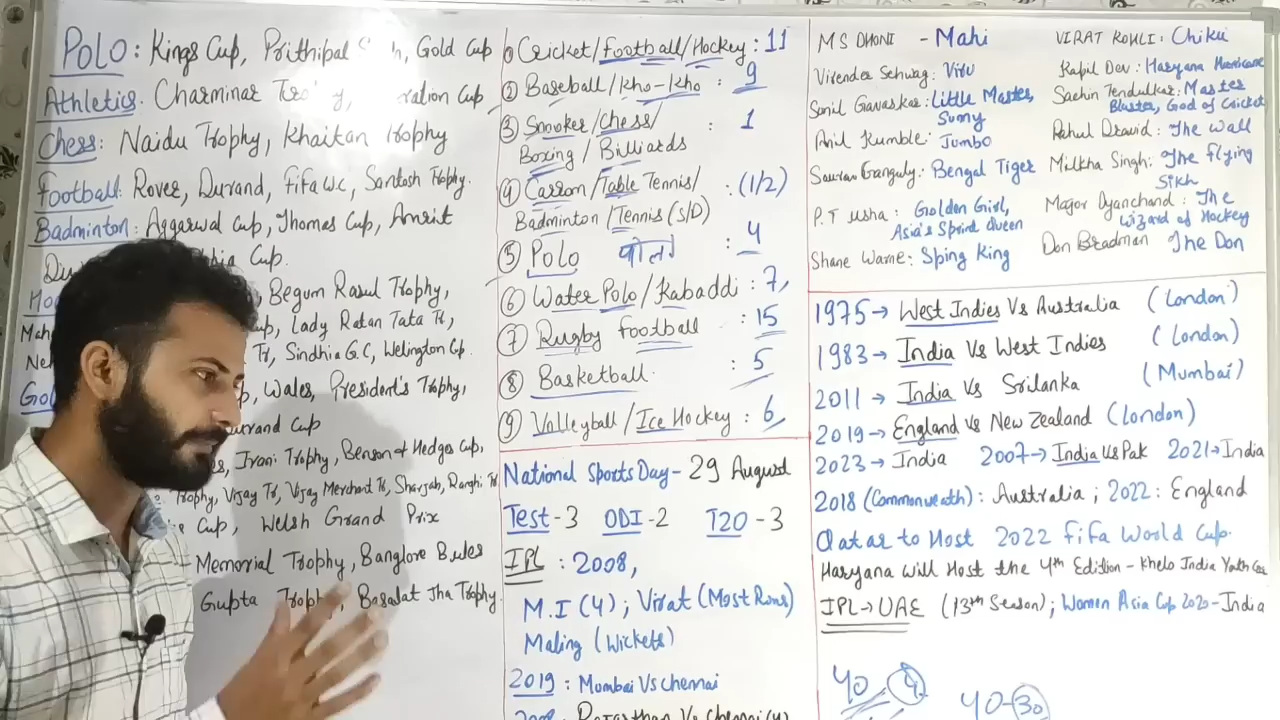 POLO: Kings Cup, Prithipal Gold Cup
Athletics: Charminar Cup,
Chess: Naidu Trophy, Khaitan Trophy
Football: Rover, Durand, Fifa W.C, Santosh Trophy.
Badminton: Aggarwal Cup, Thomas Cup, Amrit
Cup.
Begum Rasul Trophy,
Lady Ratan Tata Tr,
Tr, Sindhia G.C, Welington Cp.
Wales, President's Trophy,
Cup
Irani Trophy, Benson & Hedges Cup,
Trophy, Vijay Tr, Vijay Merchant Tr, Sharjah, Ranghi Tr
Cup, Welsh Grand Prix
Memorial Trophy, Banglore Bules
Gupta Trophy, Basalat Jha Trophy.
① Cricket/Football/Hockey: 11
② Baseball/Kho-Kho : 9
③ Snooker/Chess/ : 1
Boxing / Billiards
④ Carrom/Table Tennis/ : (1/2)
Badminton /Tennis (S/D)
⑤ Polo पोलो : 4
⑥ Water Polo/Kabaddi : 7,
⑦ Rugby Football : 15
⑧ Basketball. : 5
⑨ Volleyball/Ice Hockey : 6,
National Sports Day - 29 August
Test-3 ODI-2 T20-3
IPL : 2008,
M.I (4) ; Virat (Most Runs)
Maling (Wickets)
2019 : Mumbai Vs Chennai
2008 Rajasthan Vs Chennai
MS DHONI - Mahi
Virender Sehwag: Viru
Sunil Gavaskar: Little Master,
Sunny
Anil Kumble: Jumbo
Saurav Ganguly: Bengal Tiger
P.T usha : Golden Girl,
Asia's Sprint Queen
Shane Warne: Sping King
VIRAT KOHLI: Chiku
Kapil Dev: Haryana Hurricane
Sachin Tendulkar: Master
Blaster, God of Cricket
Rahul Dravid : The Wall
Milkha Singh: The Flying
Sikh
Major Dyanchand : The
Wizard of Hockey
Don Bradman The Don
1975→ West Indies Vs Australia (London)
1983→ India Vs West Indies (London)
2011→ India Vs Srilanka (Mumbai)
2019→ England Vs New Zealand (London)
2023→ India 2007→ India Vs Pak 2021→India
2018 (Commonweath): Australia ; 2022: England
Qatar to Host 2022 Fifa World Cup.
Haryana Will Host the 4th Edition - Khelo India Youth
IPL→UAE (13th Season); Women Asia Cup 2020-India
40
40-30